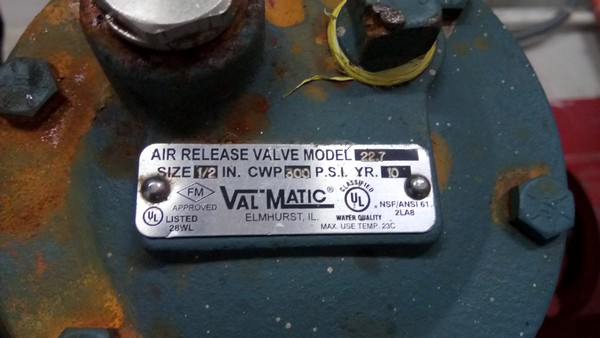 AIR RELEASE VALVE MODEL 22.7
SIZE 1/2 IN. CWP 300 P.S.I. YR. 10
FM
APPROVED
VAL-MATIC®
ELMHURST, IL.
UL
LISTED
28WL
CLASSIFIED
UL
WATER QUALITY
NSF/ANSI 61
2LA8
MAX. USE TEMP. 23C